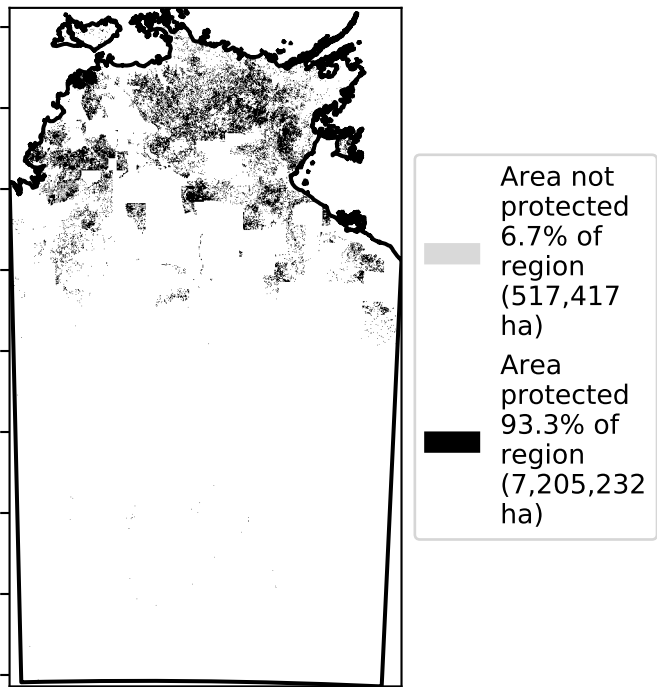 Area not
protected
6.7% of
region
(517,417
ha)
Area
protected
93.3% of
region
(7,205,232
ha)